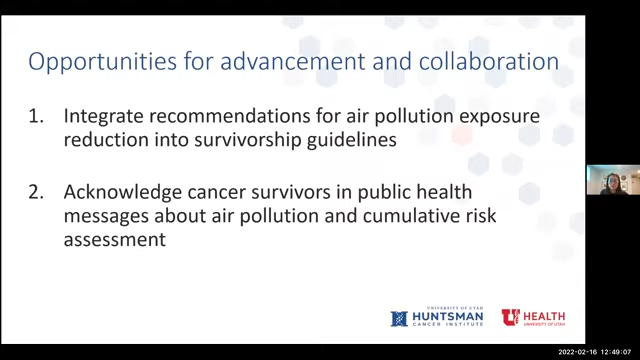 Opportunities for advancement and collaboration
1. Integrate recommendations for air pollution exposure
reduction into survivorship guidelines
2. Acknowledge cancer survivors in public health
messages about air pollution and cumulative risk
assessment
UNIVERSITY OF UTAH
HUNTSMAN
CANCER INSTITUTE
U HEALTH
UNIVERSITY OF UTAH
2022-02-16 12:49:07